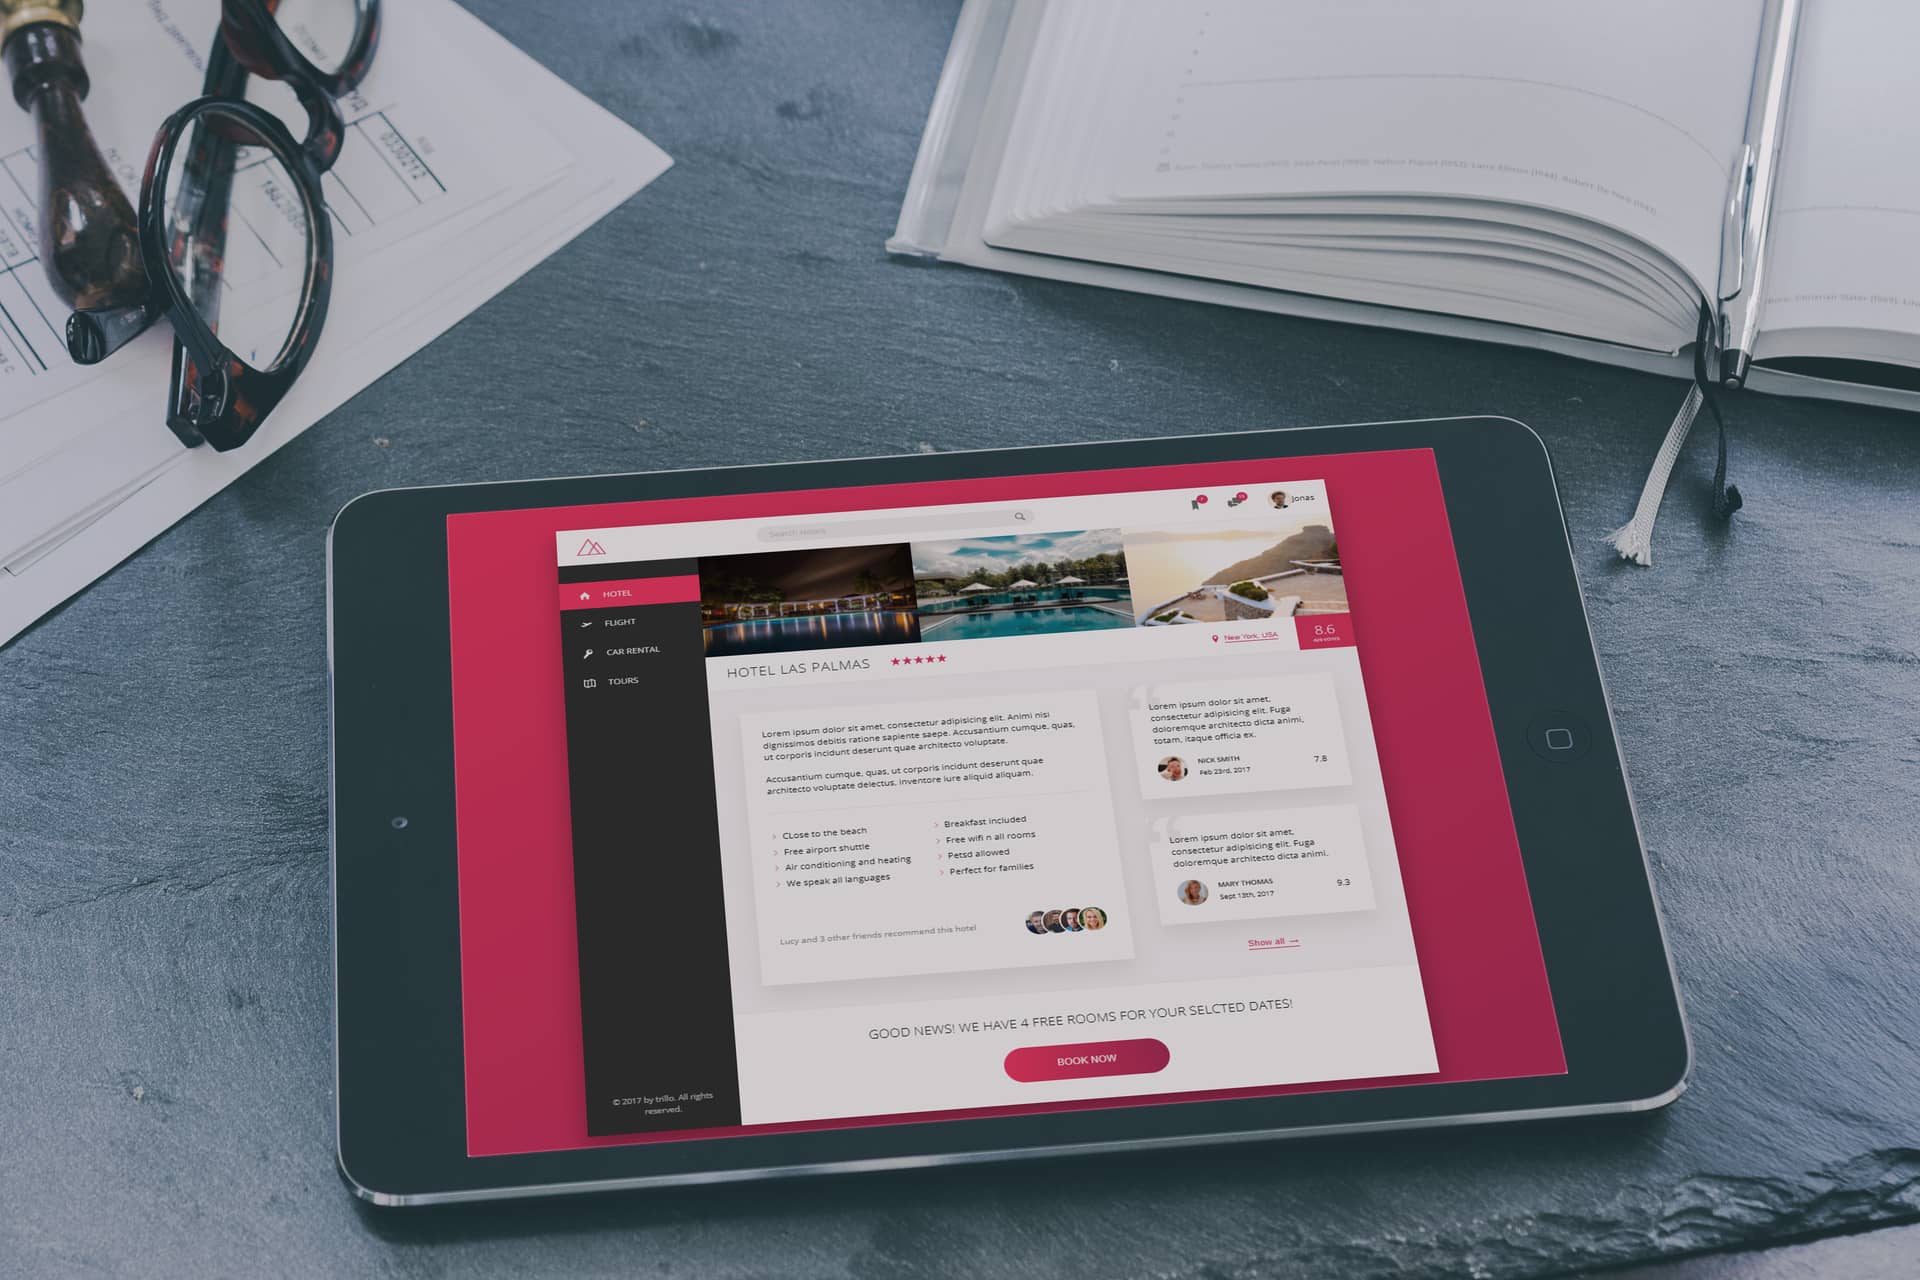 0330212
Search hotels
7
13
Jonas
HOTEL
FLIGHT
CAR RENTAL
TOURS
HOTEL LAS PALMAS
New York, USA
8.6
429 VOTES
Lorem ipsum dolor sit amet, consectetur adipisicing elit. Animi nisi
dignissimos debitis ratione sapiente saepe. Accusantium cumque, quas,
ut corporis incidunt deserunt quae architecto voluptate.
Accusantium cumque, quas, ut corporis incidunt deserunt quae
architecto voluptate delectus, inventore iure aliquid aliquam.
CLose to the beach
Free airport shuttle
Air conditioning and heating
We speak all languages
Breakfast included
Free wifi n all rooms
Petsd allowed
Perfect for families
Lucy and 3 other friends recommend this hotel
Lorem ipsum dolor sit amet,
consectetur adipisicing elit. Fuga
doloremque architecto dicta animi,
totam, itaque officia ex.
NICK SMITH
Feb 23rd, 2017
7.8
Lorem ipsum dolor sit amet,
consectetur adipisicing elit. Fuga
doloremque architecto dicta animi.
MARY THOMAS
Sept 13th, 2017
9.3
Show all →
GOOD NEWS! WE HAVE 4 FREE ROOMS FOR YOUR SELCTED DATES!
BOOK NOW
© 2017 by trillo. All rights
reserved.